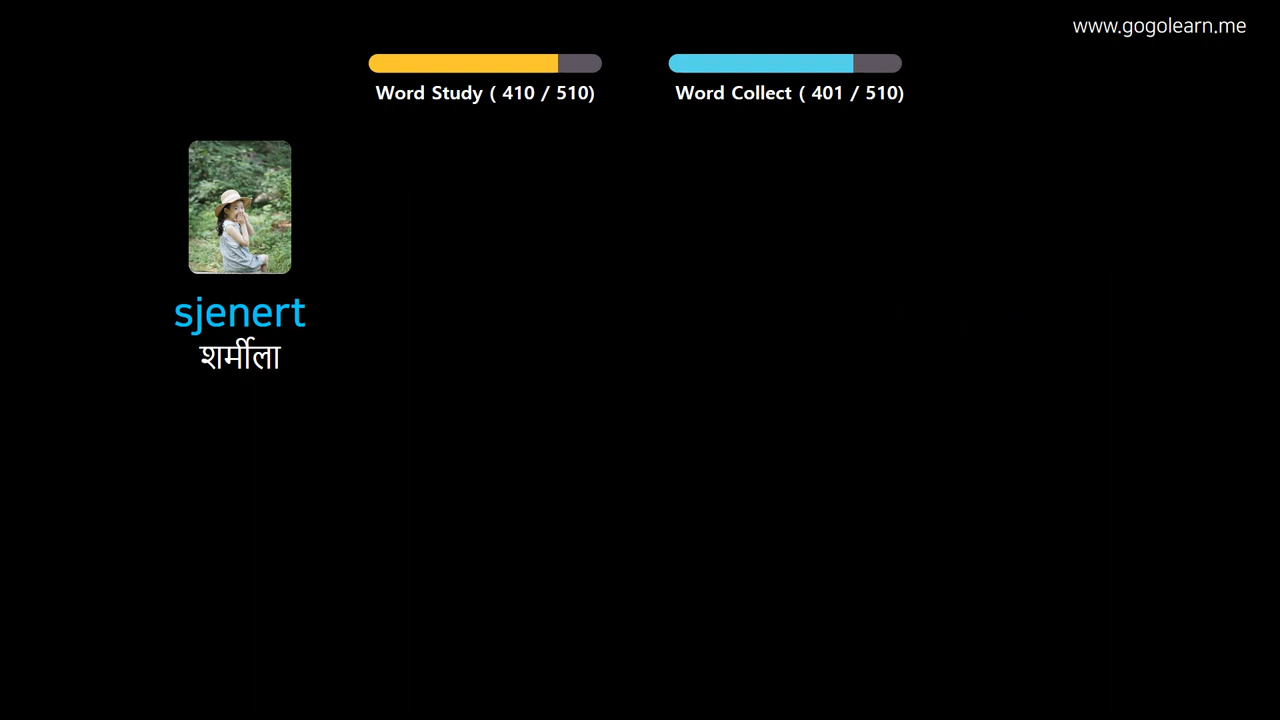 www.gogolearn.me
Word Study ( 410 / 510)
Word Collect ( 401 / 510)
sjenert
शर्मीला